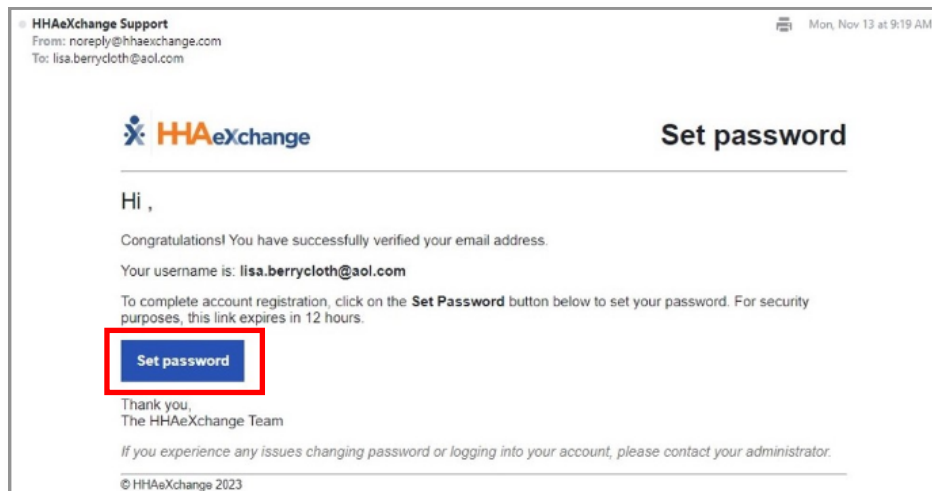 HHAeXchange Support
Mon, Nov 13 at 9:19 AM
From: noreply@hhaexchange.com
To: lisa.berrycloth@aol.com
HHAeXchange
Set password
Hi ,
Congratulations! You have successfully verified your email address.
Your username is: lisa.berrycloth@aol.com
To complete account registration, click on the Set Password button below to set your password. For security
purposes, this link expires in 12 hours.
Set password
Thank you,
The HHAeXchange Team
If you experience any issues changing password or logging into your account, please contact your administrator.
© HHAeXchange 2023